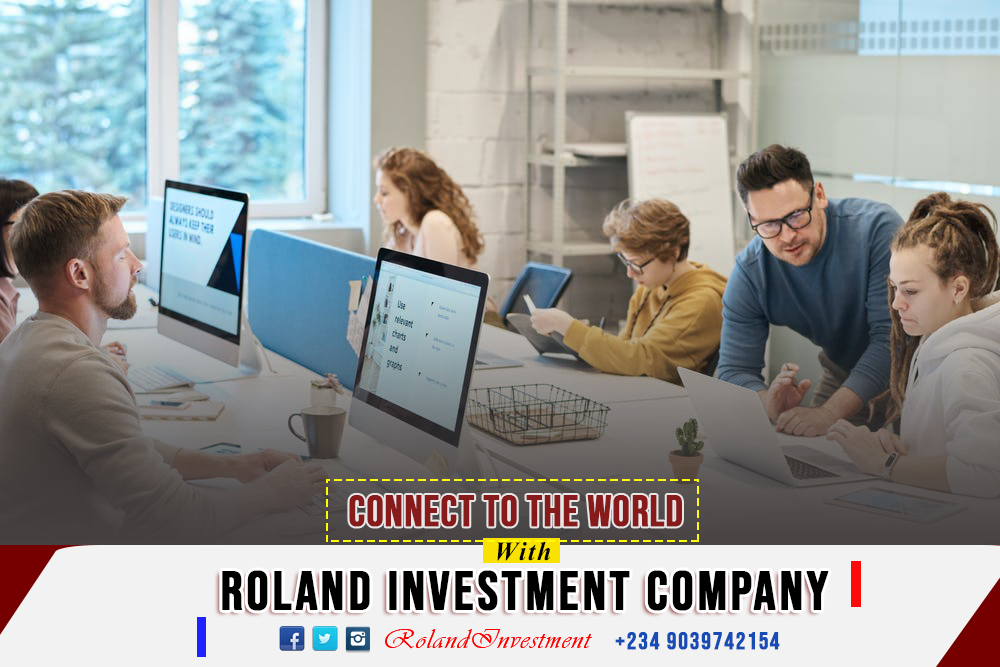 DESIGNERS SHOULD
ALWAYS KEEP THEIR
USERS IN MIND.
Use
relevant
charts
and
graphs
CONNECT TO THE WORLD
With
ROLAND INVESTMENT COMPANY
RolandInvestment +234 9039742154